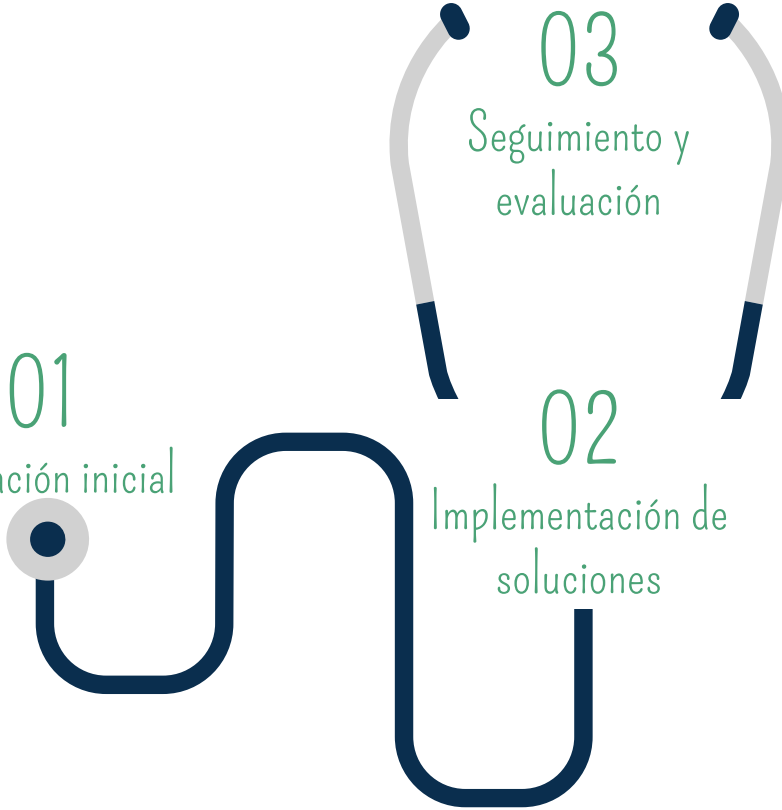 03
Seguimiento y
evaluación
01
ación inicial
02
Implementación de
soluciones